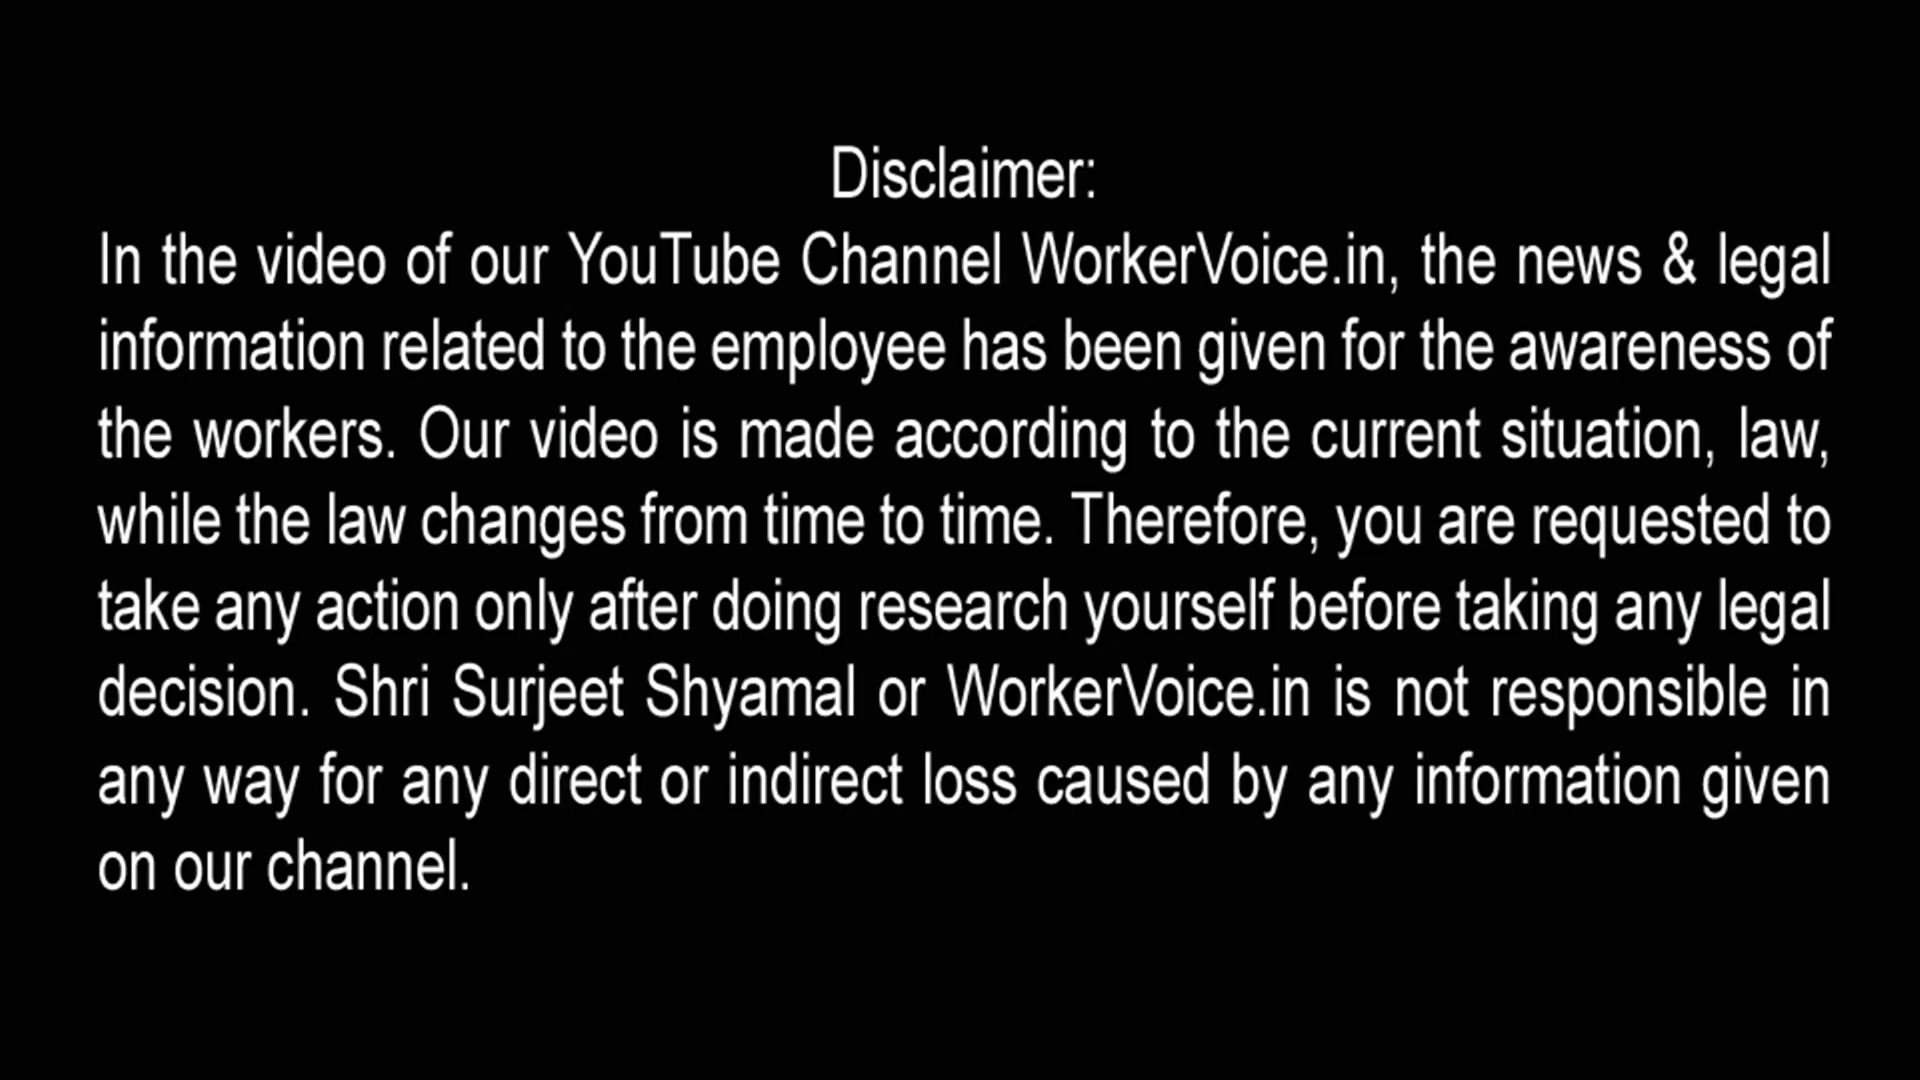 Disclaimer:
In the video of our YouTube Channel WorkerVoice.in, the news & legal
information related to the employee has been given for the awareness of
the workers. Our video is made according to the current situation, law,
while the law changes from time to time. Therefore, you are requested to
take any action only after doing research yourself before taking any legal
decision. Shri Surjeet Shyamal or WorkerVoice.in is not responsible in
any way for any direct or indirect loss caused by any information given
on our channel.